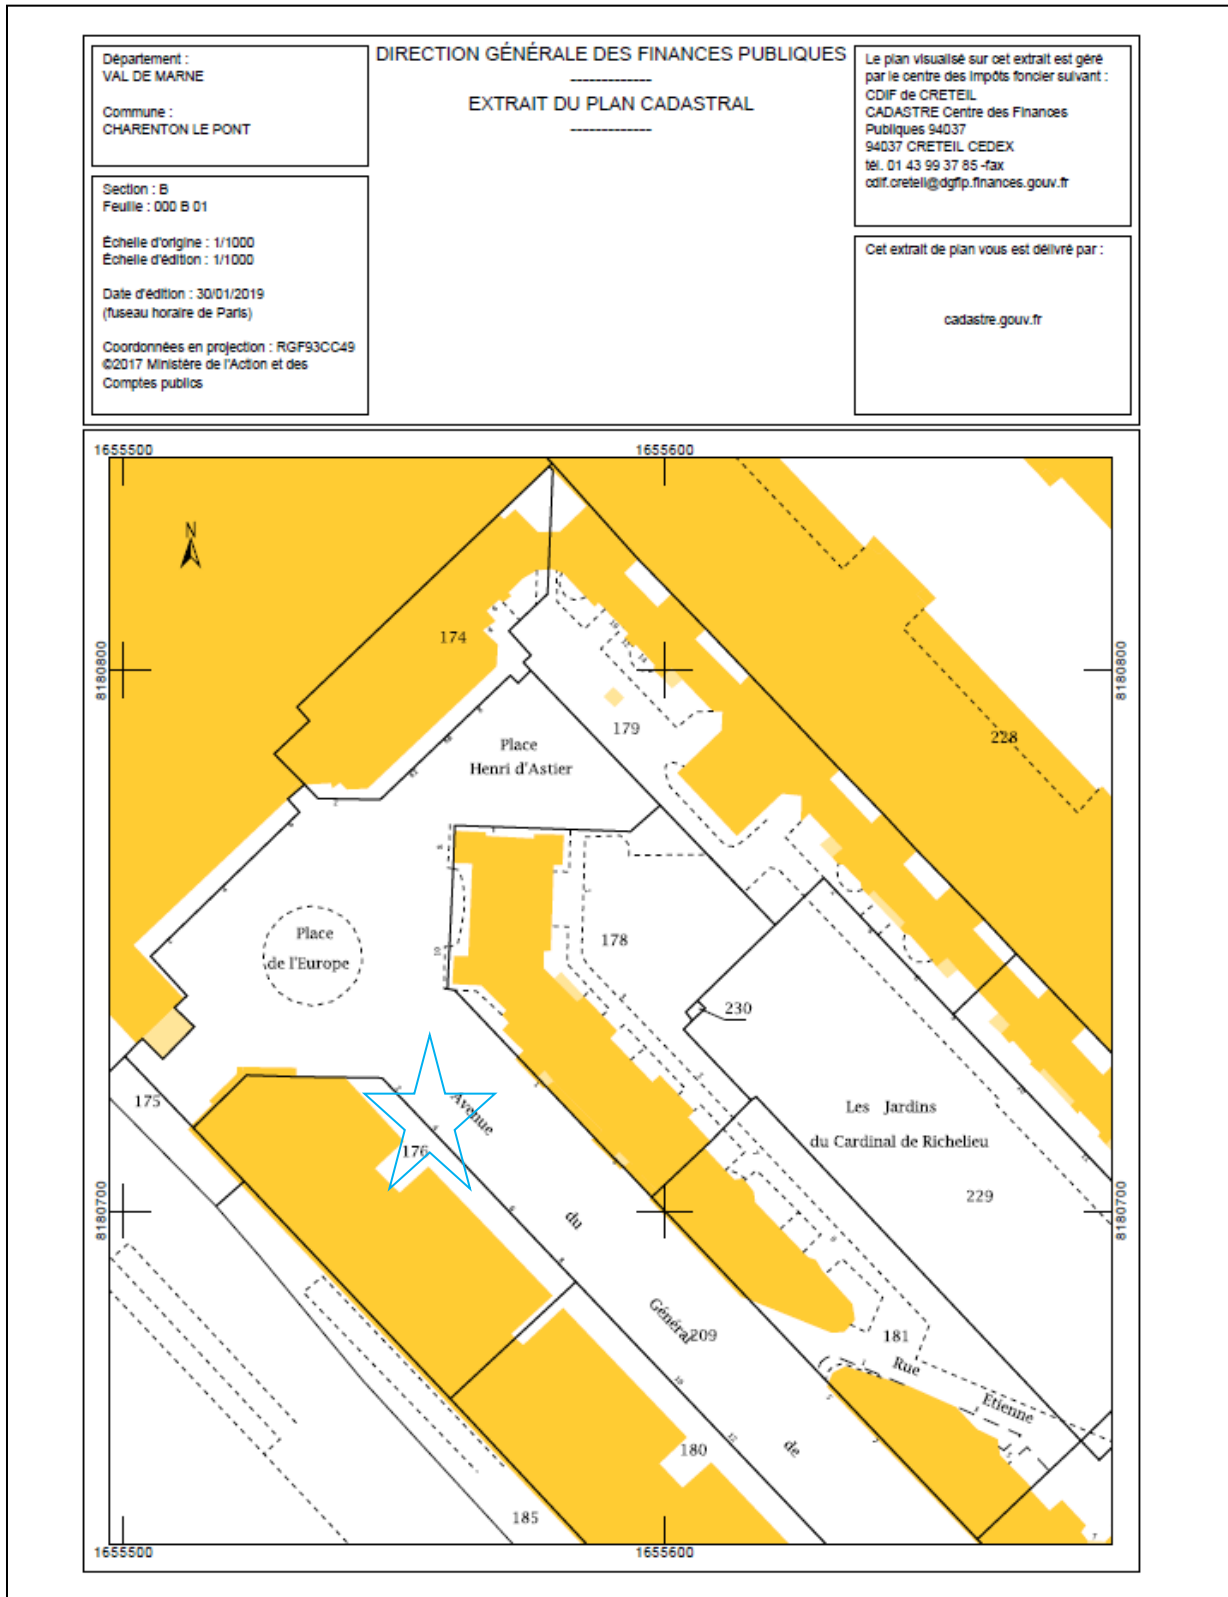 Département :
VAL DE MARNE
Commune :
CHARENTON LE PONT
Section : B
Feuille : 000 B 01
Échelle d'origine : 1/1000
Échelle d'édition : 1/1000
Date d'édition : 30/01/2019
(fuseau horaire de Paris)
Coordonnées en projection : RGF93CC49
©2017 Ministère de l'Action et des
Comptes publics
DIRECTION GÉNÉRALE DES FINANCES PUBLIQUES
-------------
EXTRAIT DU PLAN CADASTRAL
-------------
Le plan visualisé sur cet extrait est géré
par le centre des impôts foncier suivant :
CDIF de CRETEIL
CADASTRE Centre des Finances
Publiques 94037
94037 CRETEIL CEDEX
tél. 01 43 99 37 85 -fax
cdif.creteil@dgfip.finances.gouv.fr
Cet extrait de plan vous est délivré par :
cadastre.gouv.fr
1655500
1655600
N
174
8180800
8180800
179
228
Place
Henri d'Astier
Place
de l'Europe
178
230
175
Avenue
176
Les Jardins
du Cardinal de Richelieu
229
8180700
8180700
du
Général
209
181
Rue
Etienne
de
180
185
1655500
1655600